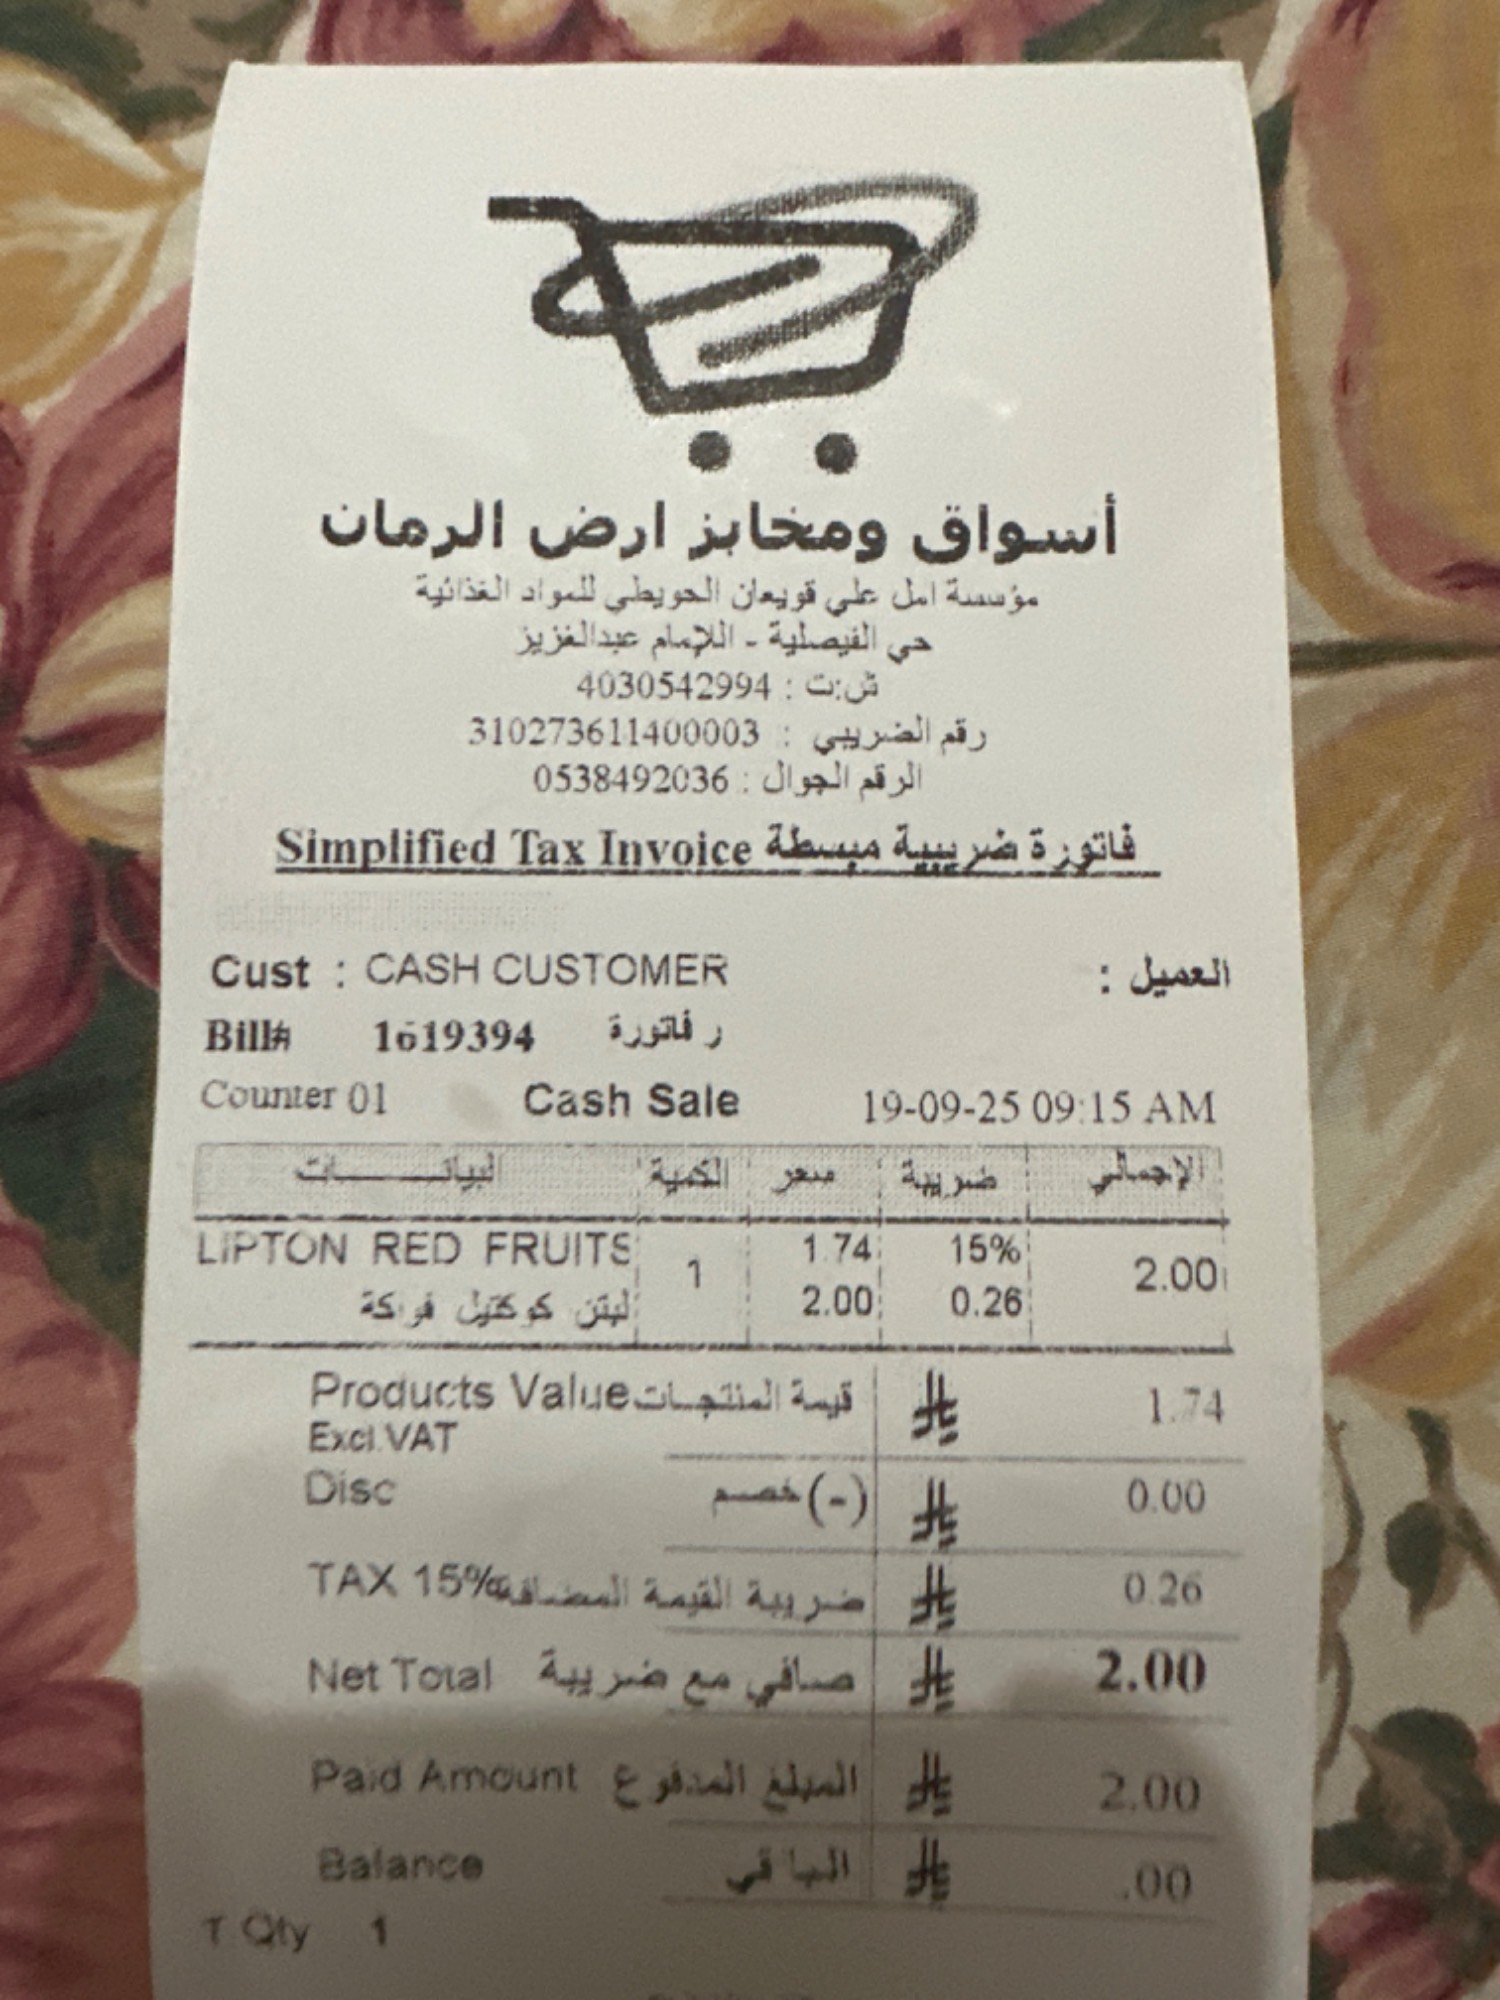 أسواق ومخابز ارض الرمان
مؤسسة امل علي قويعان الحويطي للمواد الغذائية
حي الفيصلية - اللإمام عبدالغزيز
ش:ت : 4030542994
رقم الضريبي : 310273611400003
الرقم الجوال : 0538492036
Simplified Tax Invoice فاتورة ضريبية مبسطة
Cust : CASH CUSTOMER العميل :
Bill# 1619394 ر فاتورة
Counter 01 Cash Sale 19-09-25 09:15 AM
لبيانـــــات الكمية سعر ضريبة الإجمالي
LIPTON RED FRUITS 1 1.74 15% 2.00
ليتن كوكتيل فواكة 2.00 0.26
Products Value قيمة المنتجات 1.74
Excl.VAT
Disc خصم (-) 0.00
TAX 15% ضريبة القيمة المضافة 0.26
Net Total صافي مع ضريبة 2.00
Paid Amount المبلغ المدفوع 2.00
Balance الباقي .00
T Qty 1